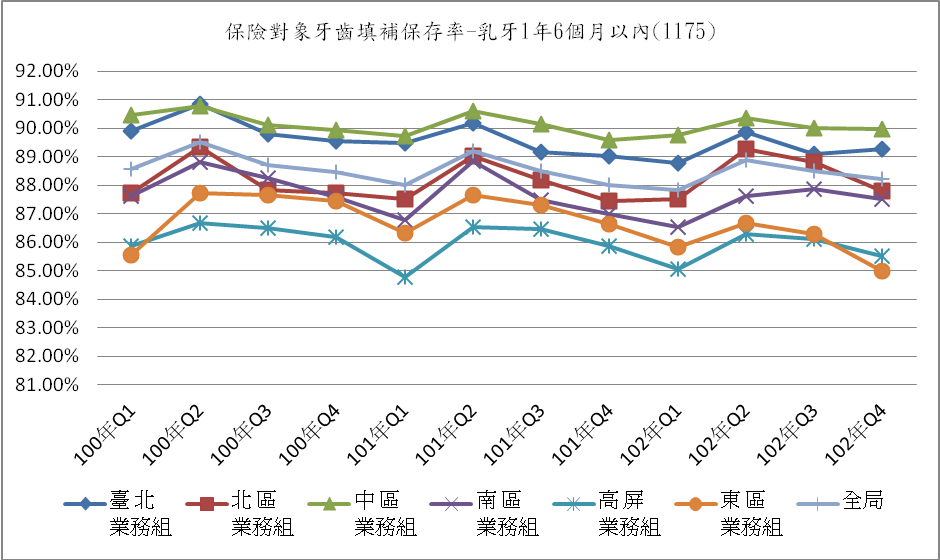 保險對象牙齒填補保存率-乳牙1年6個月以內(1175)
92.00%
91.00%
90.00%
89.00%
88.00%
87.00%
86.00%
85.00%
84.00%
83.00%
82.00%
81.00%
100年Q1
100年Q2
100年Q3
100年Q4
101年Q1
101年Q2
101年Q3
101年Q4
102年Q1
102年Q2
102年Q3
102年Q4
臺北
業務組
北區
業務組
中區
業務組
南區
業務組
高屏
業務組
東區
業務組
全局